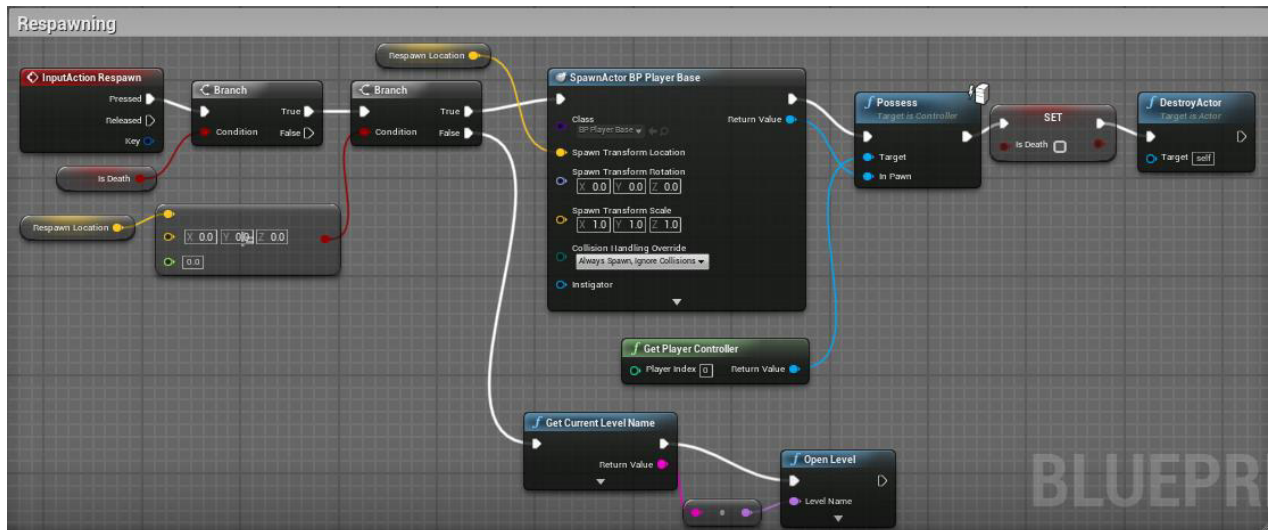 Respawning
Respawn Location
InputAction Respawn
Pressed
Released
Key
Branch
True
Condition False
Branch
True
Condition False
Is Death
Respawn Location
X 0.0 Y 0.0 Z 0.0
0.0
SpawnActor BP Player Base
Class
BP Player Base
Return Value
Spawn Transform Location
Spawn Transform Rotation
X 0.0 Y 0.0 Z 0.0
Spawn Transform Scale
X 1.0 Y 1.0 Z 1.0
Collision Handling Override
Always Spawn, Ignore Collisions
Instigator
f Possess
Target is Controller
Target
In Pawn
SET
Is Death
f DestroyActor
Target is Actor
Target self
f Get Player Controller
Player Index 0 Return Value
f Get Current Level Name
Return Value
f Open Level
Level Name
BLUEPR